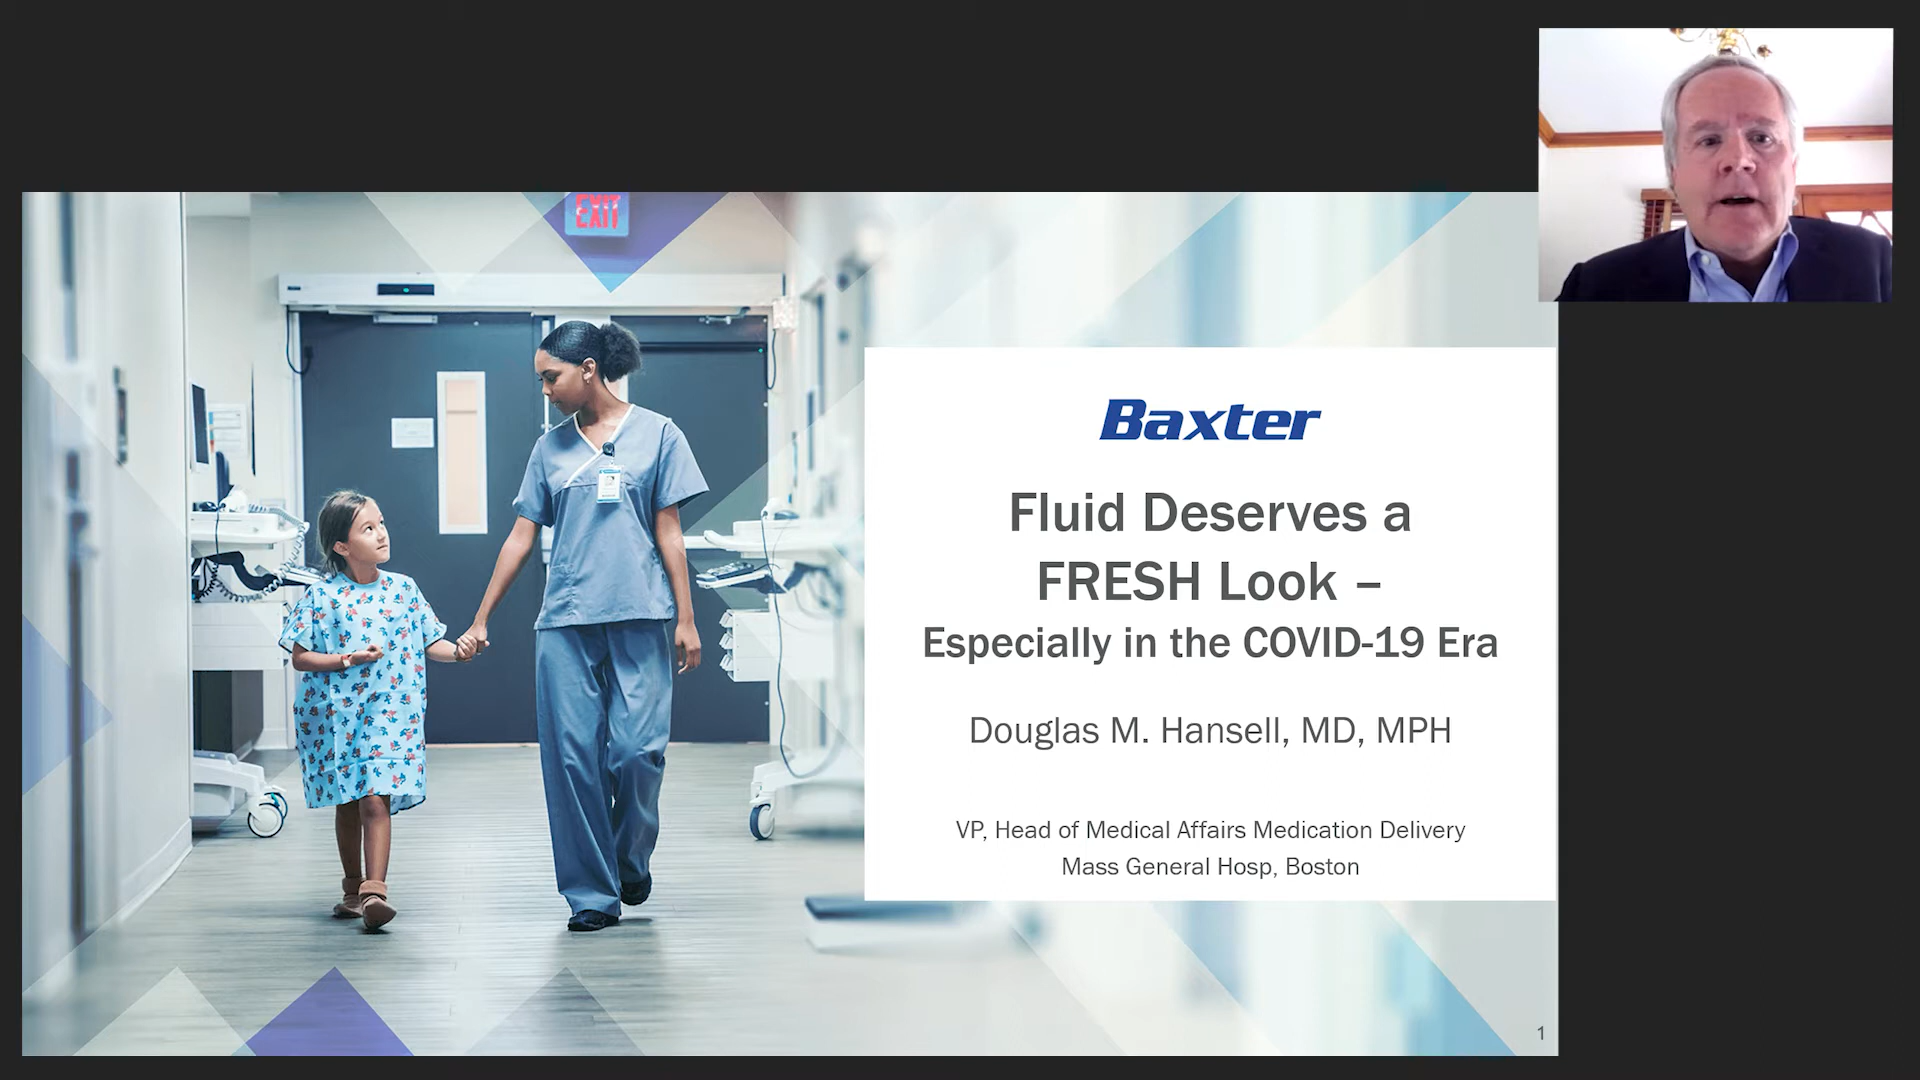 EXIT
Baxter
Fluid Deserves a
FRESH Look –
Especially in the COVID-19 Era
Douglas M. Hansell, MD, MPH
VP, Head of Medical Affairs Medication Delivery
Mass General Hosp, Boston
1